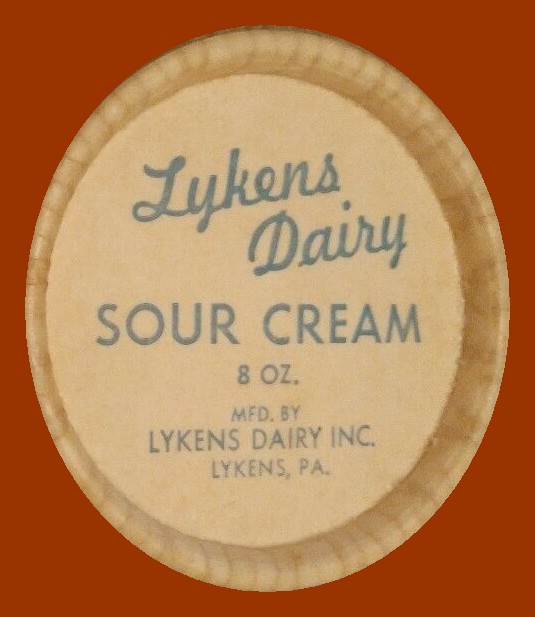 Lykens
Dairy
SOUR CREAM
8 OZ.
MFD. BY
LYKENS DAIRY INC.
LYKENS, PA.